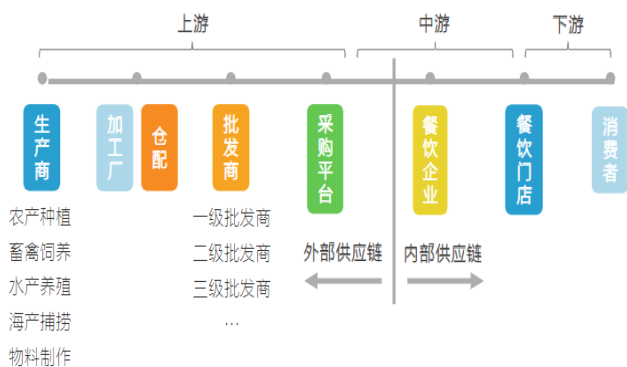 上游
中游
下游
生产商
加工厂
仓配
批发商
采购平台
餐饮企业
餐饮门店
消费者
农产种植
畜禽饲养
水产养殖
海产捕捞
物料制作
一级批发商
二级批发商
三级批发商
...
外部供应链
内部供应链